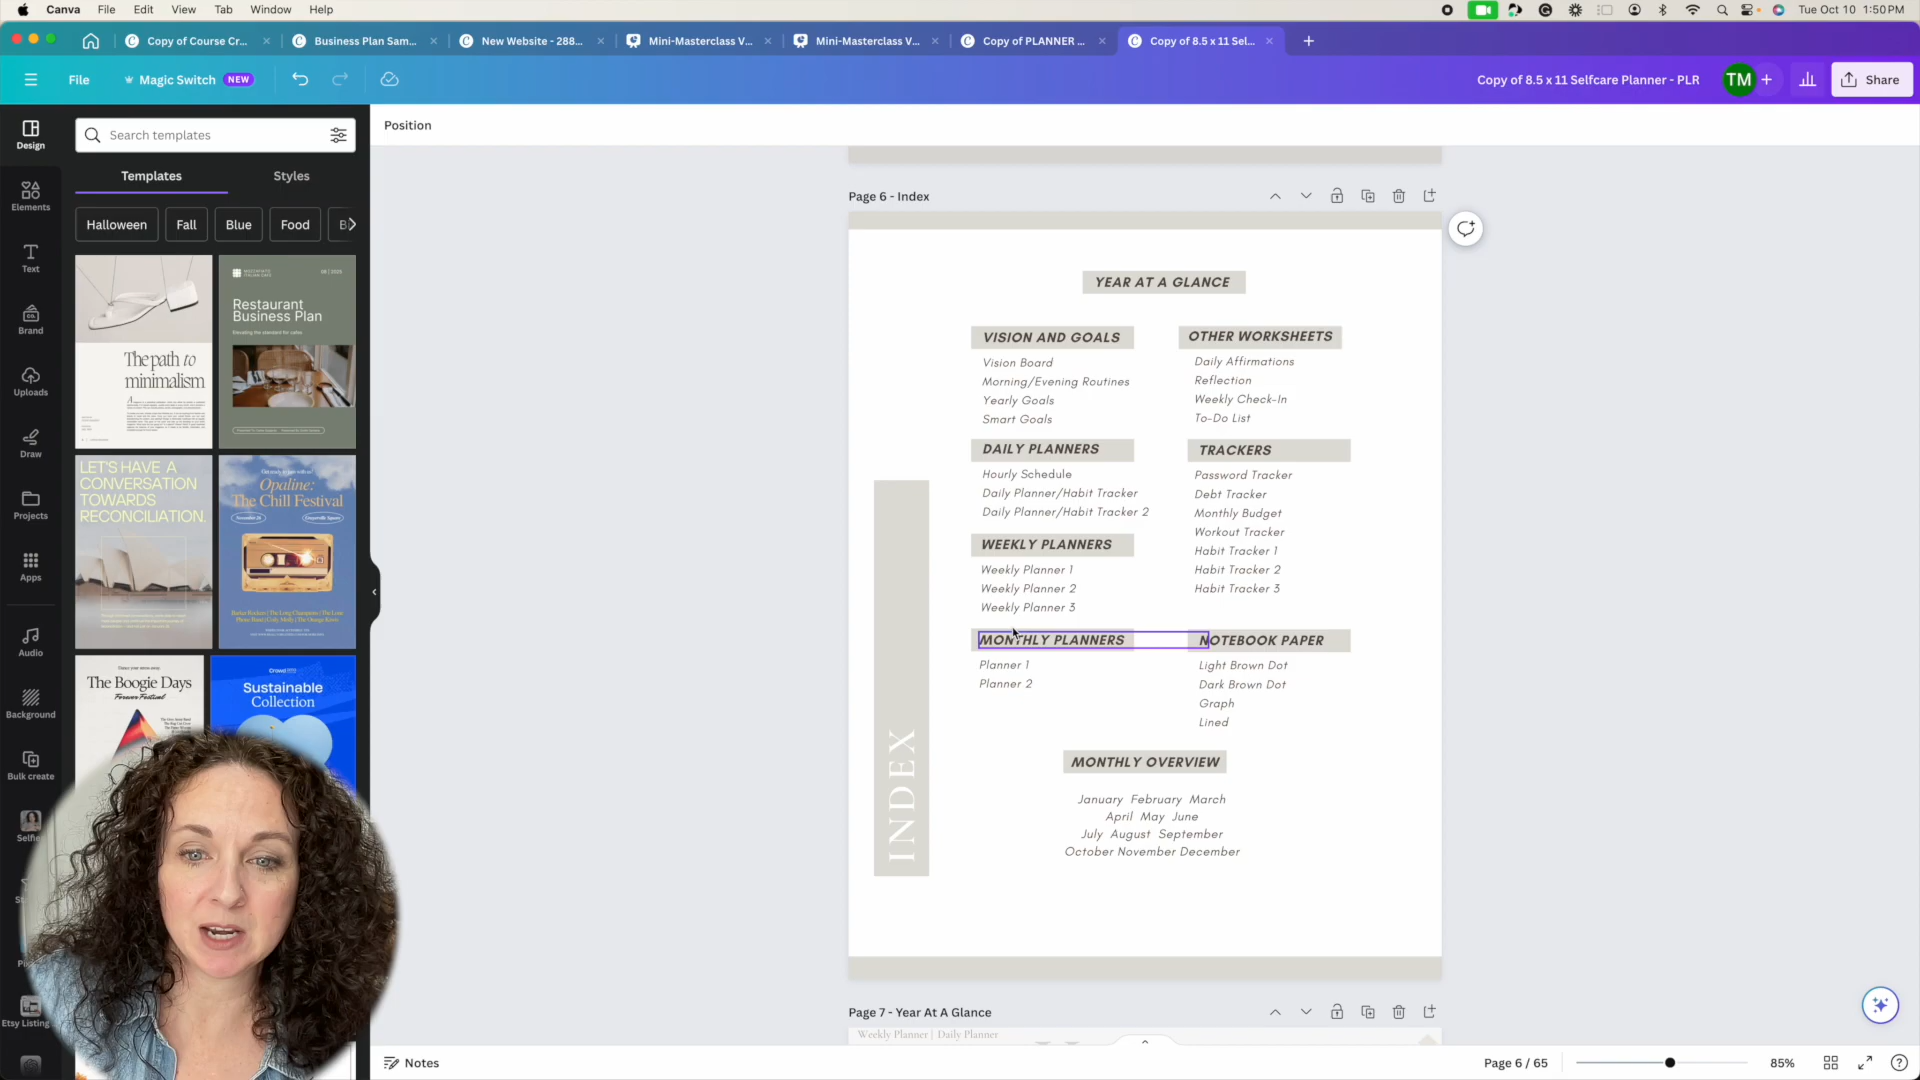 Canva File Edit View Tab Window Help
Tue Oct 10 1:50PM
Copy of Course Cr...
Business Plan Sam...
New Website - 288...
Mini-Masterclass V...
Mini-Masterclass V...
Copy of PLANNER ...
Copy of 8.5 x 11 Sel...
File
Magic Switch NEW
Copy of 8.5 x 11 Selfcare Planner - PLR
TM
Share
Design
Elements
Text
Brand
Uploads
Draw
Projects
Apps
Audio
Background
Bulk create
Etsy Listing
Search templates
Templates
Styles
Halloween
Fall
Blue
Food
The path to
minimalism
Restaurant
Business Plan
LET'S HAVE A
CONVERSATION
TOWARDS
RECONCILIATION.
Opaline:
The Chill Festival
The Boogie Days
Forever Festival
Crowd
Sustainable
Collection
Position
Page 6 - Index
YEAR AT A GLANCE
VISION AND GOALS
Vision Board
Morning/Evening Routines
Yearly Goals
Smart Goals
OTHER WORKSHEETS
Daily Affirmations
Reflection
Weekly Check-In
To-Do List
DAILY PLANNERS
Hourly Schedule
Daily Planner/Habit Tracker
Daily Planner/Habit Tracker 2
TRACKERS
Password Tracker
Debt Tracker
Monthly Budget
Workout Tracker
Habit Tracker 1
Habit Tracker 2
Habit Tracker 3
WEEKLY PLANNERS
Weekly Planner 1
Weekly Planner 2
Weekly Planner 3
MONTHLY PLANNERS
Planner 1
Planner 2
NOTEBOOK PAPER
Light Brown Dot
Dark Brown Dot
Graph
Lined
MONTHLY OVERVIEW
January February March
April May June
July August September
October November December
INDEX
Page 7 - Year At A Glance
Weekly Planner | Daily Planner
Notes
Page 6 / 65
85%